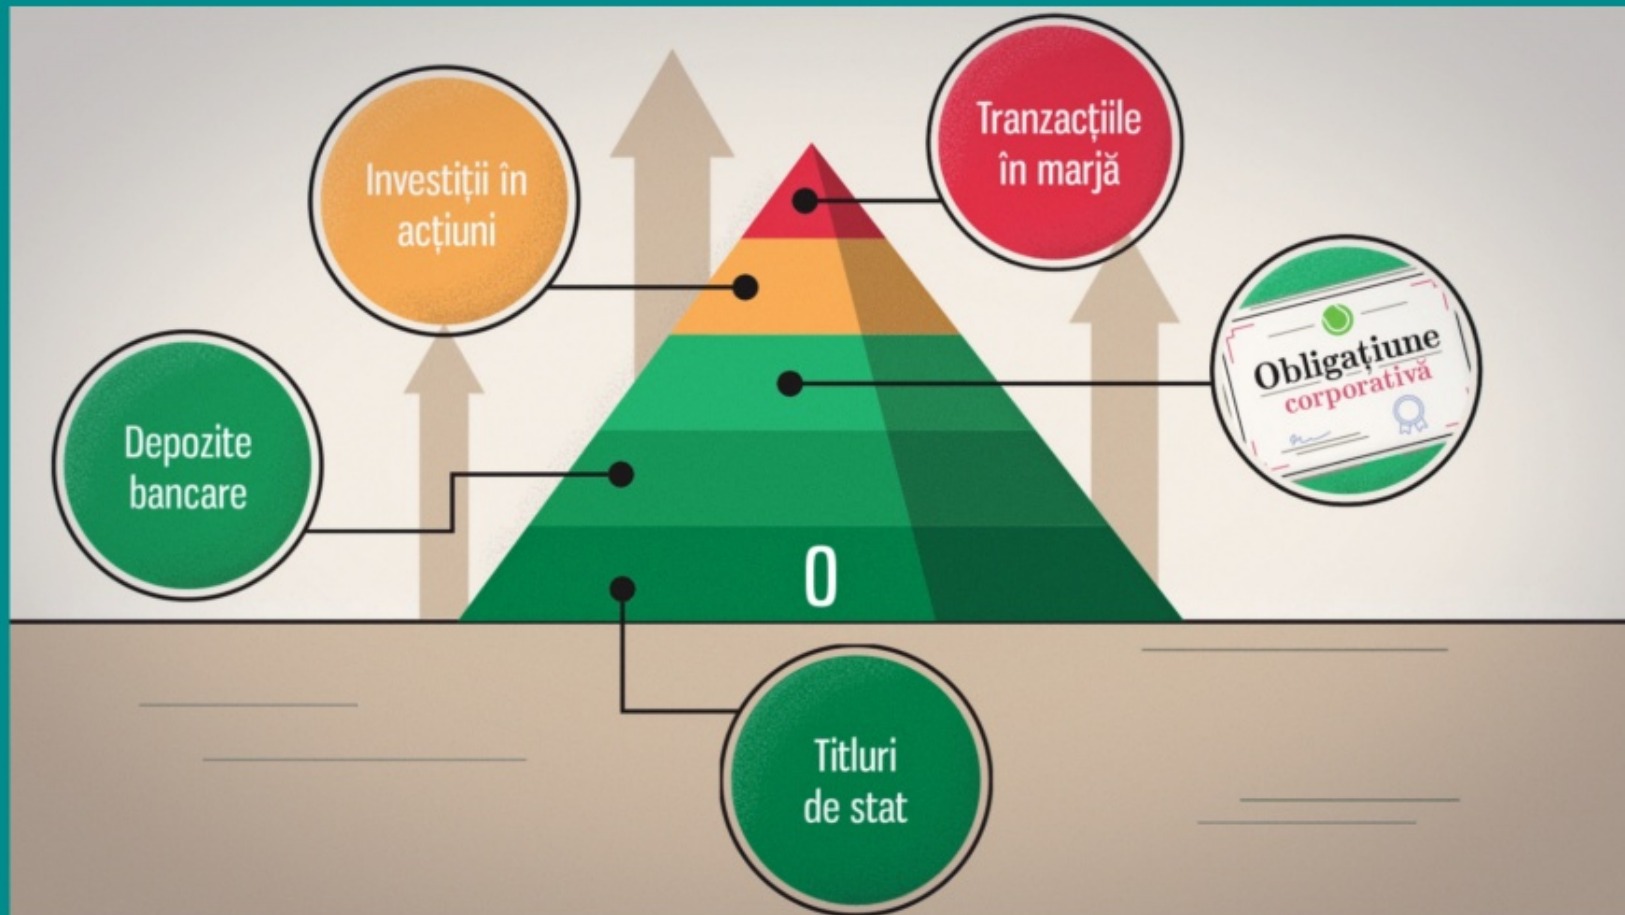 Tranzacțiile
în marjă
Investiții în
acțiuni
Obligațiune
corporativă
Depozite
bancare
0
Titluri
de stat